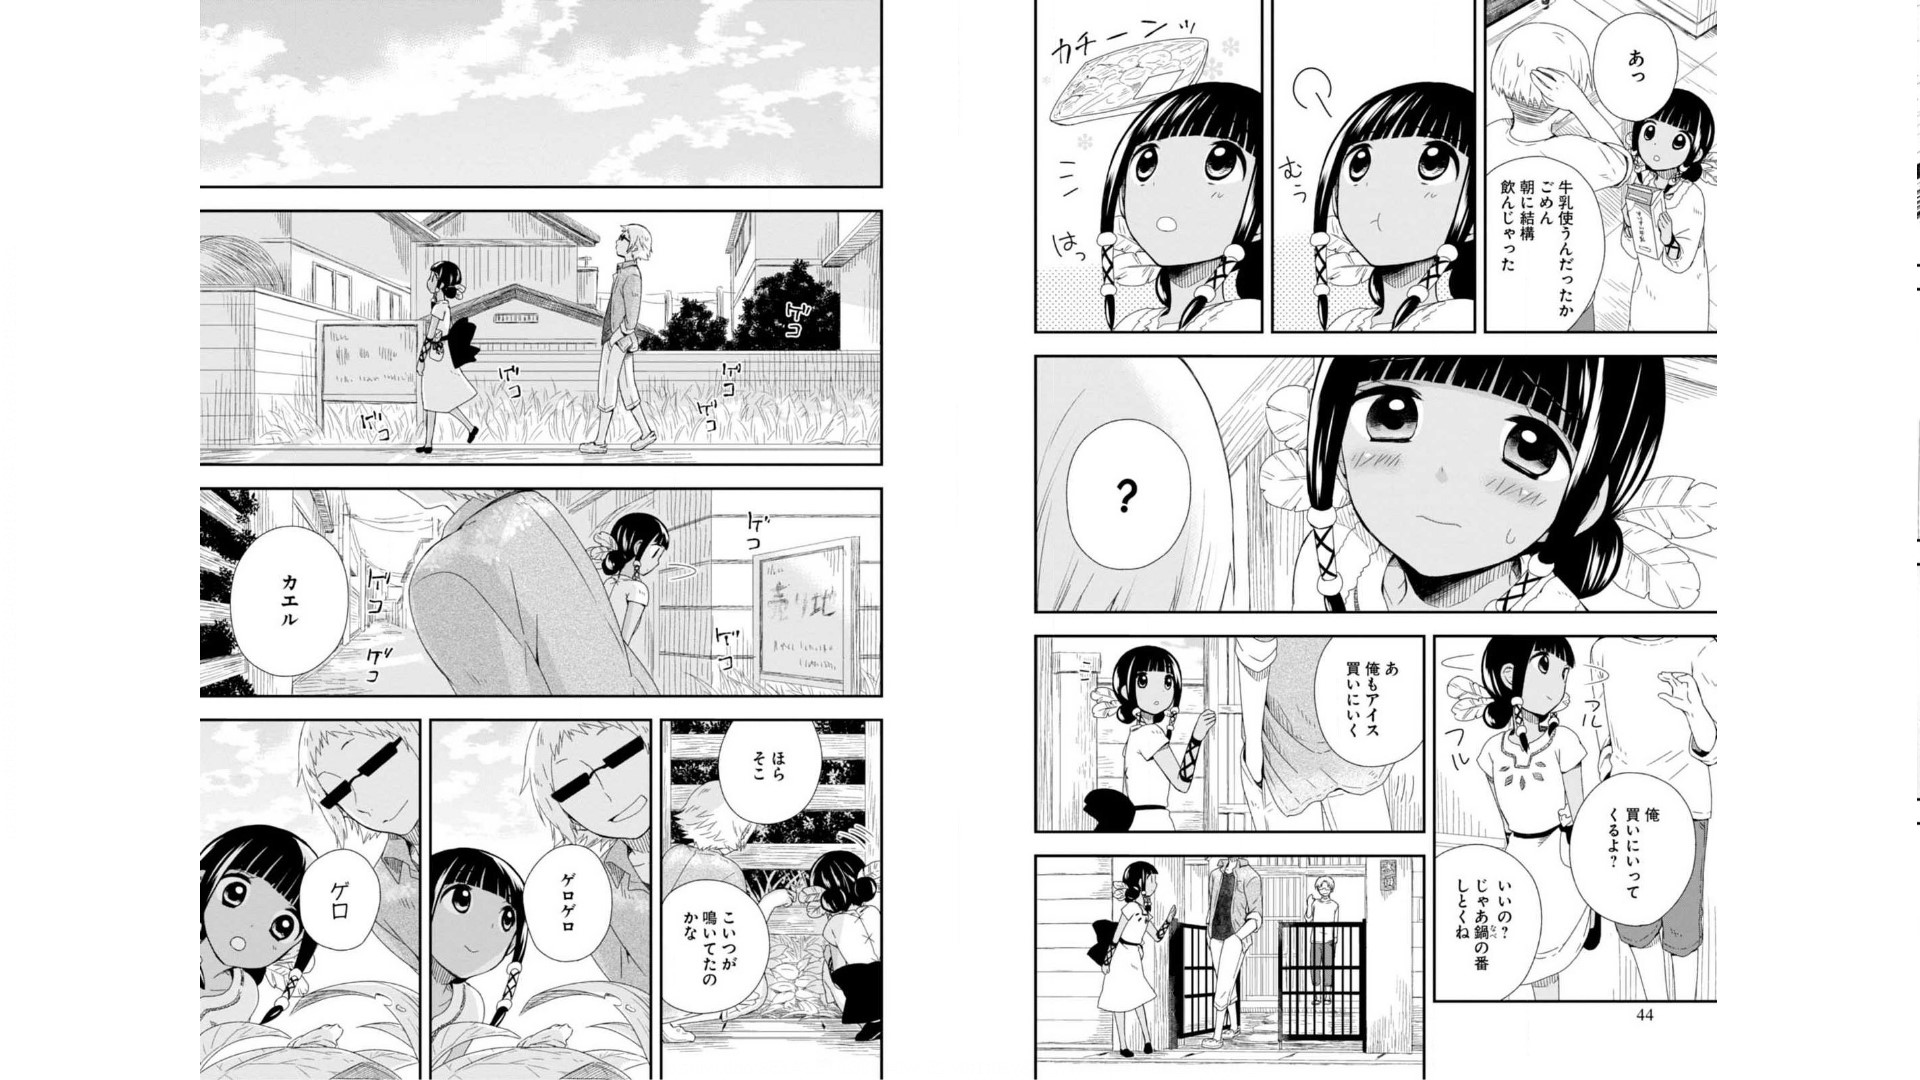 あっ
牛乳使うんだったか
ごめん
朝に結構
飲んじゃった
むぅ
カチーンッ
はっ
?
フル
フル
俺
買いにいって
くるよ?
いいの?
じゃあ鍋の番
なべ
しとくね
あ
俺もアイス
買いにいく
44
ゲコ
ゲコ
ゲコ
ゲコ
ゲコ
ゲコ
売り地
ゲコ
ゲコ
ゲコ
カエル
ほら
そこ
こいつが
鳴いてたの
かな
ゲロゲロ
ゲロ